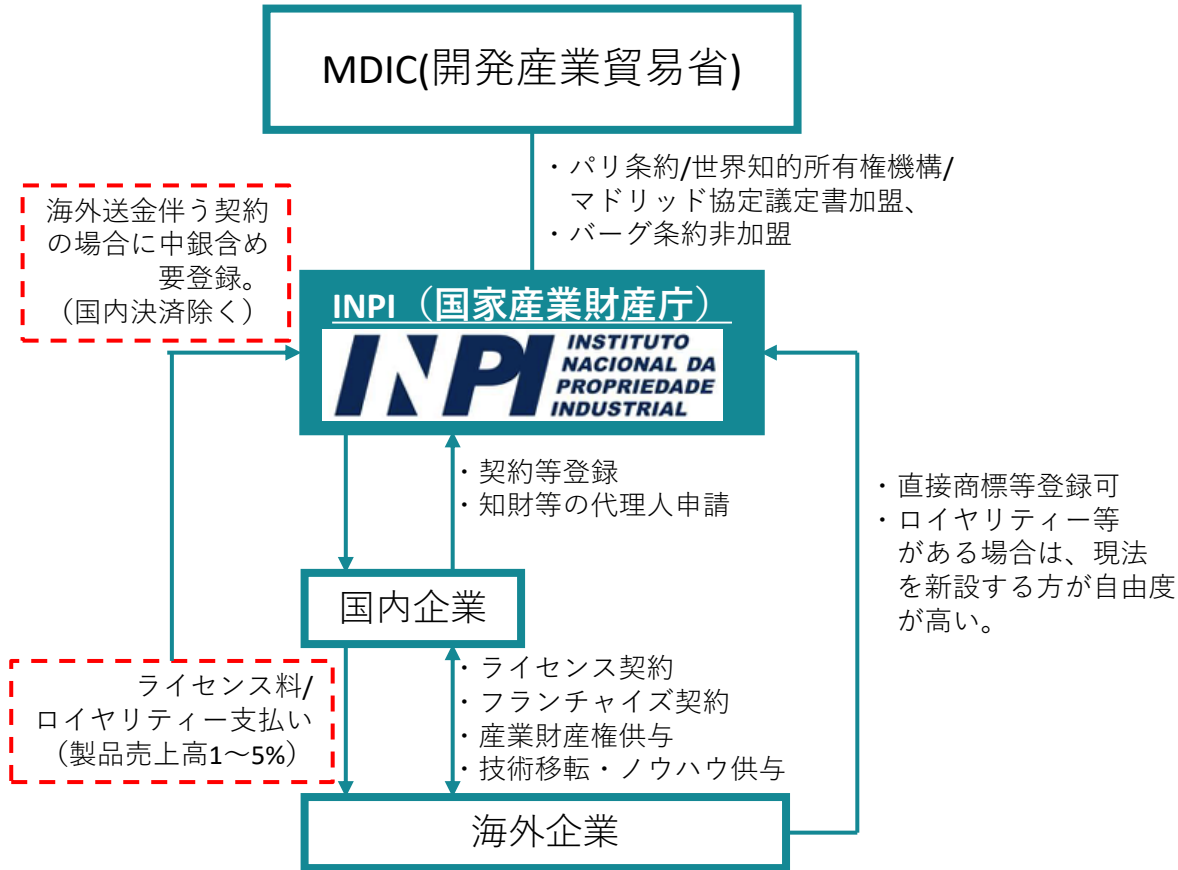 MDIC(開発産業貿易省)
・パリ条約/世界知的所有権機構/
マドリッド協定議定書加盟、
・バーグ条約非加盟
海外送金伴う契約
の場合に中銀含め
要登録。
（国内決済除く）
INPI（国家産業財産庁）
INPI
INSTITUTO
NACIONAL DA
PROPRIEDADE
INDUSTRIAL
・契約等登録
・知財等の代理人申請
・直接商標等登録可
・ロイヤリティー等
がある場合は、現法
を新設する方が自由度
が高い。
国内企業
ライセンス料/
ロイヤリティー支払い
（製品売上高1～5%）
・ライセンス契約
・フランチャイズ契約
・産業財産権供与
・技術移転・ノウハウ供与
海外企業